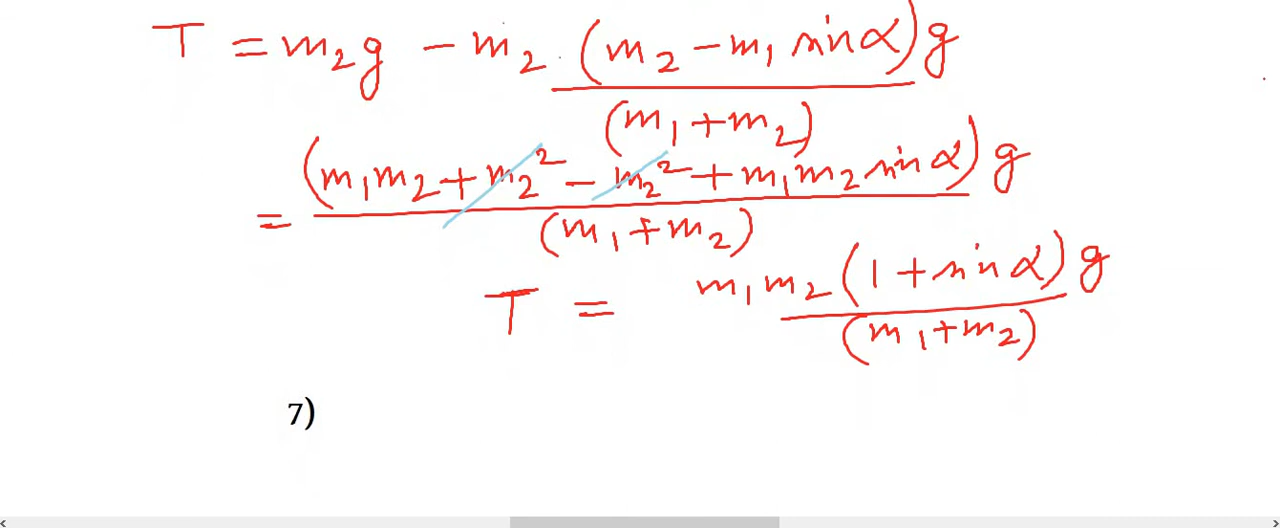 T = m₂g - m₂ . (m₂ - m₁ sin α) g
(m₁ + m₂)
= (m₁m₂ + m₂² - m₂² + m₁m₂ sin α) g
(m₁ + m₂)
T = m₁m₂ (1 + sin α) g
(m₁ + m₂)
7)